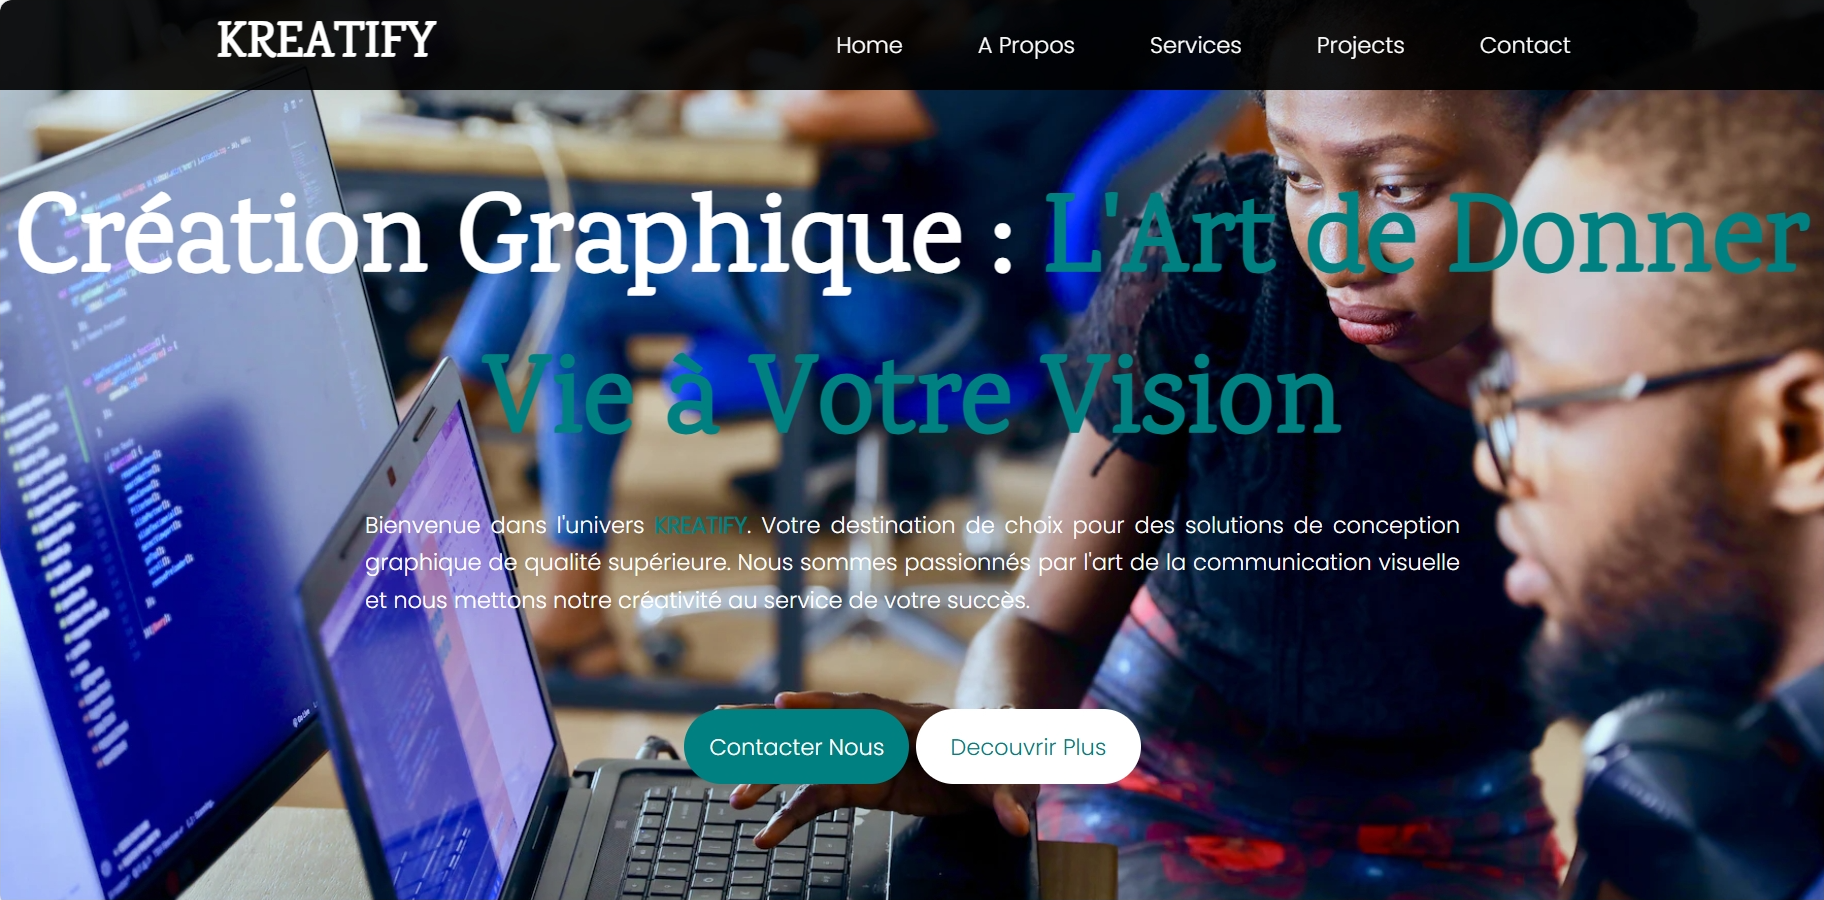 KREATIFY
Home A Propos Services Projects Contact
Création Graphique : L'Art de Donner
Vie à Votre Vision
Bienvenue dans l'univers KREATIFY. Votre destination de choix pour des solutions de conception
graphique de qualité supérieure. Nous sommes passionnés par l'art de la communication visuelle
et nous mettons notre créativité au service de votre succès.
Contacter Nous Decouvrir Plus